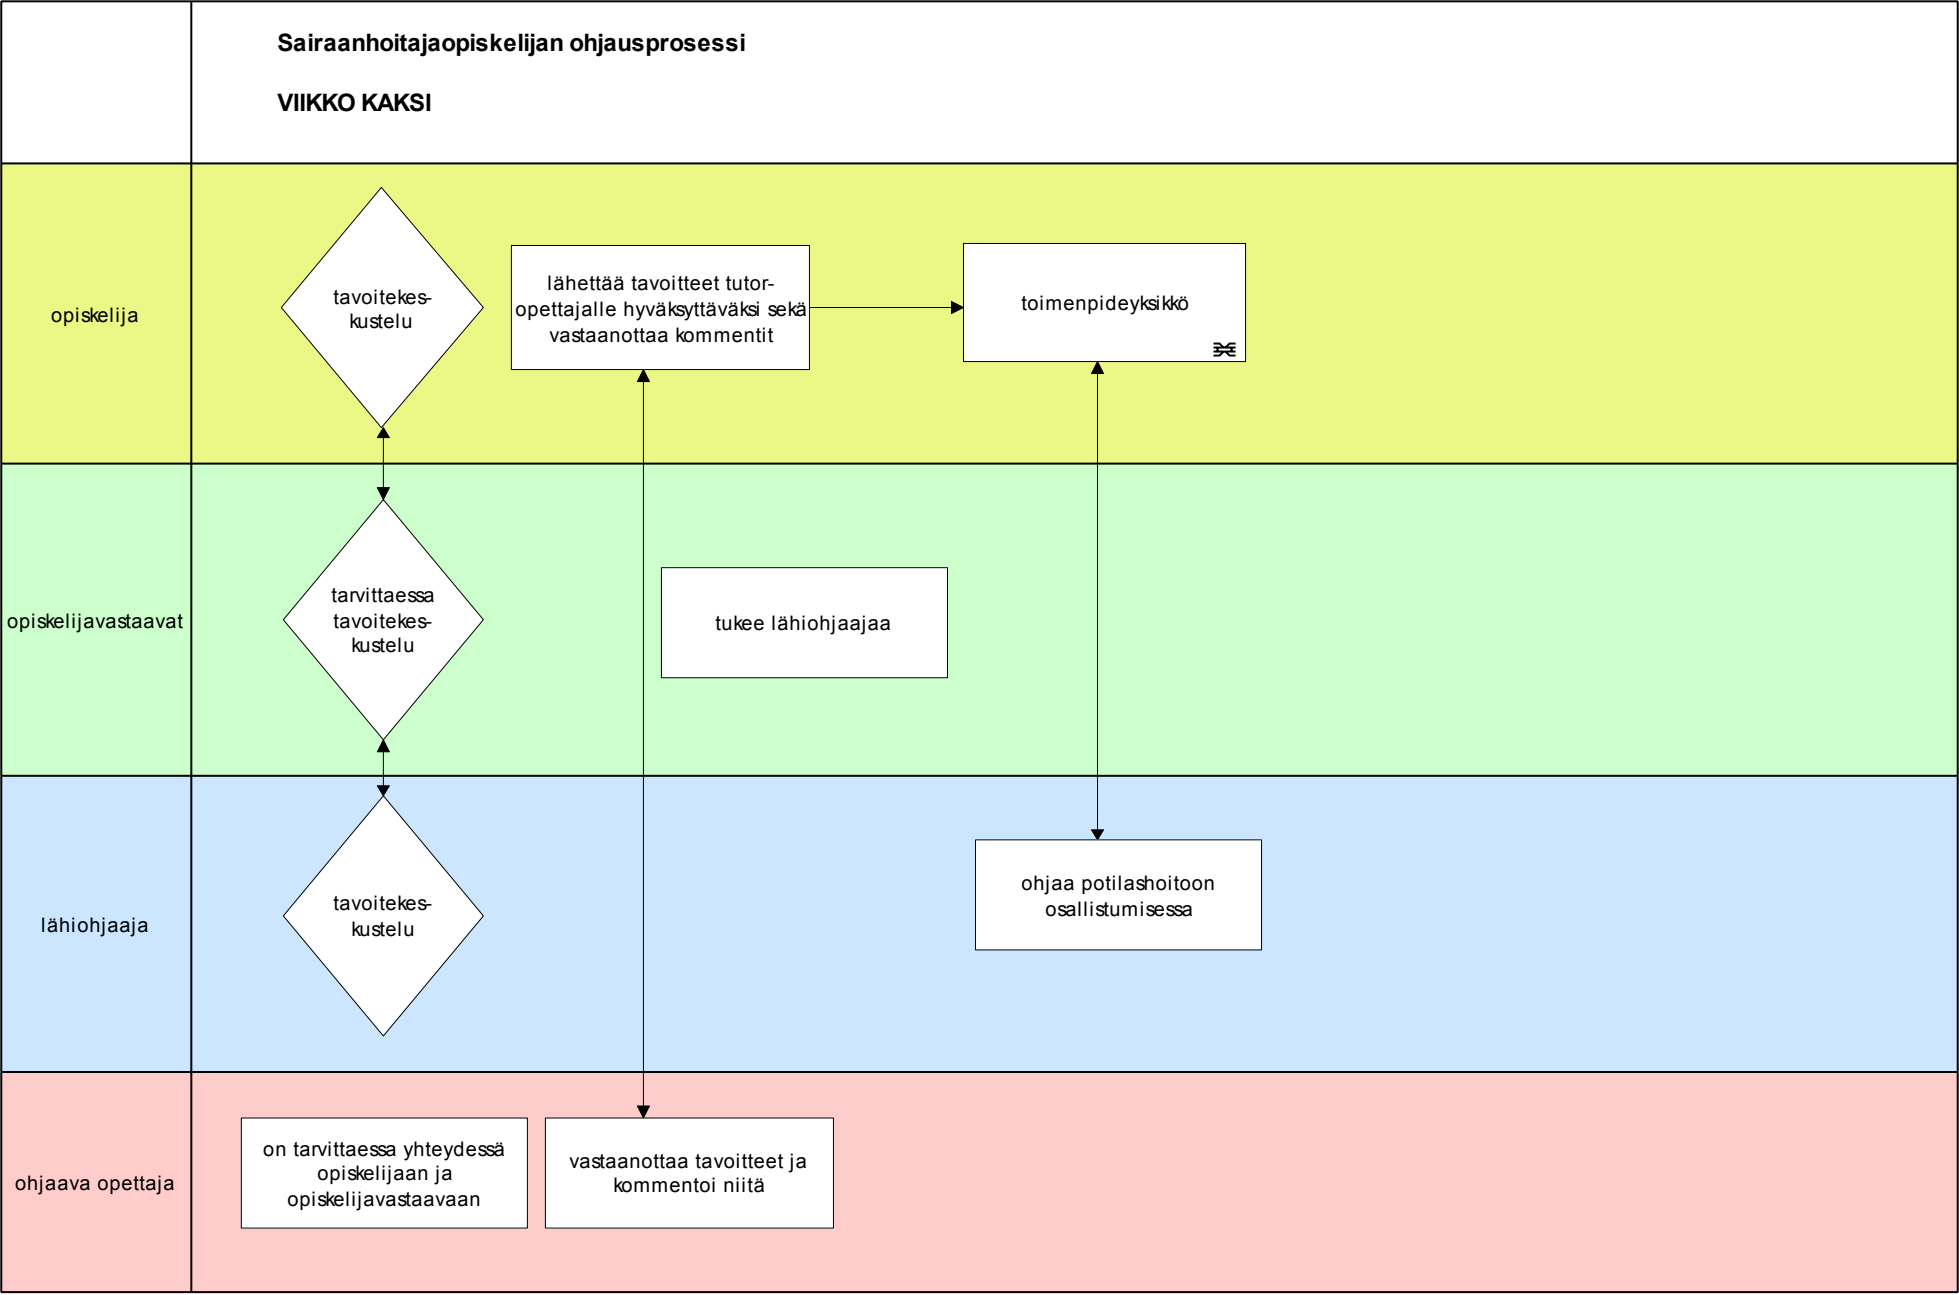 Sairaanhoitajaopiskelijan ohjausprosessi
VIIKKO KAKSI
opiskelija
tavoitekes-
kustelu
lähettää tavoitteet tutor-
opettajalle hyväksyttäväksi sekä
vastaanottaa kommentit
toimenpideyksikkö
opiskelijavastaavat
tarvittaessa
tavoitekes-
kustelu
tukee lähiohjaajaa
lähiohjaaja
tavoitekes-
kustelu
ohjaa potilashoitoon
osallistumisessa
ohjaava opettaja
on tarvittaessa yhteydessä
opiskelijaan ja
opiskelijavastaavaan
vastaanottaa tavoitteet ja
kommentoi niitä